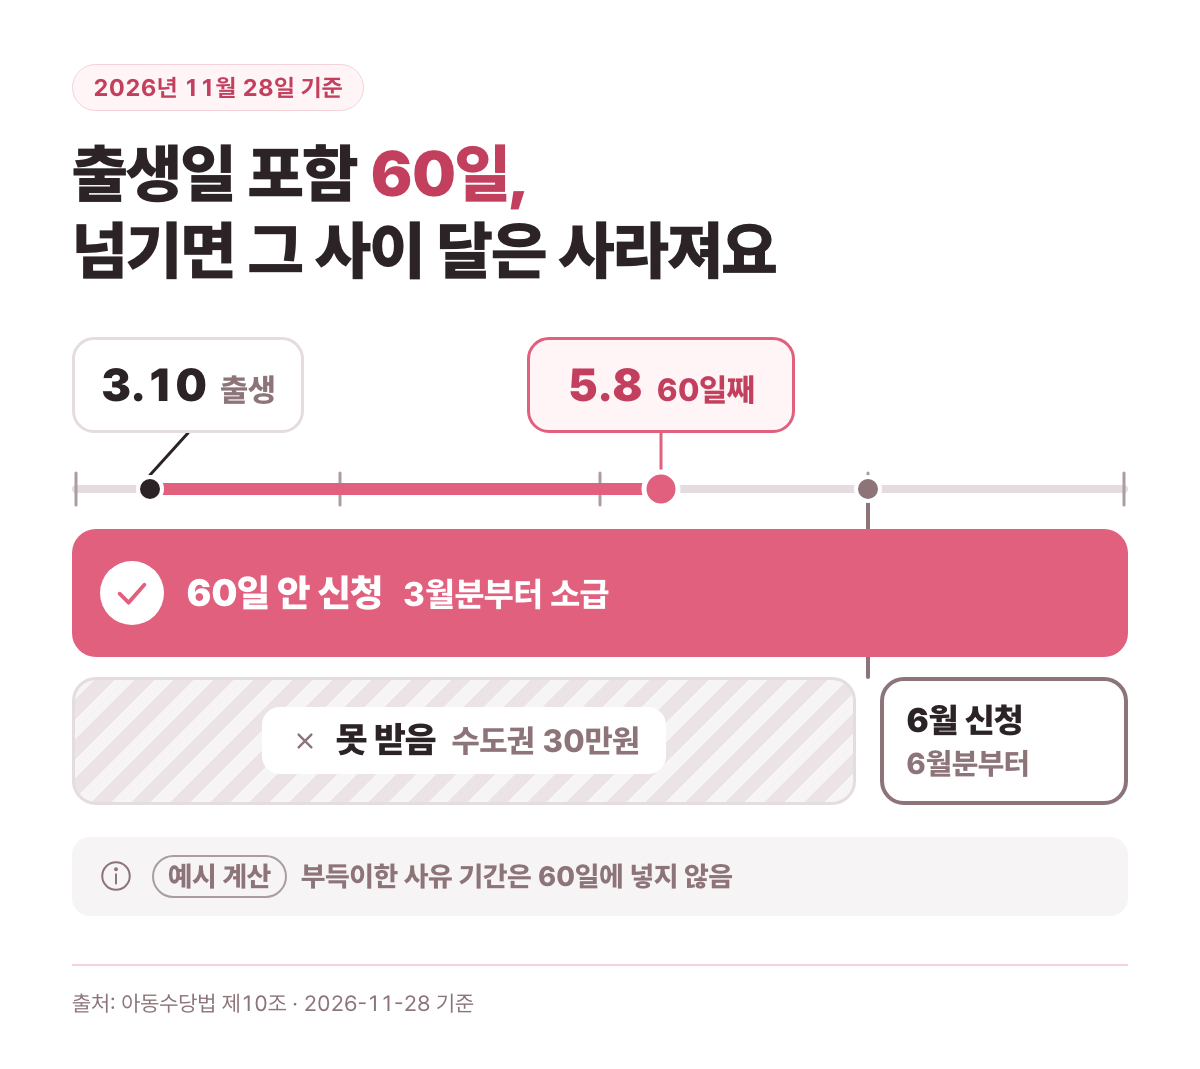 2026년 11월 28일 기준
출생일 포함 60일,
넘기면 그 사이 달은 사라져요
3.10 출생
5.8 60일째
60일 안 신청 3월분부터 소급
× 못 받음 수도권 30만원
6월 신청
6월분부터
예시 계산 부득이한 사유 기간은 60일에 넣지 않음
출처: 아동수당법 제10조 · 2026-11-28 기준